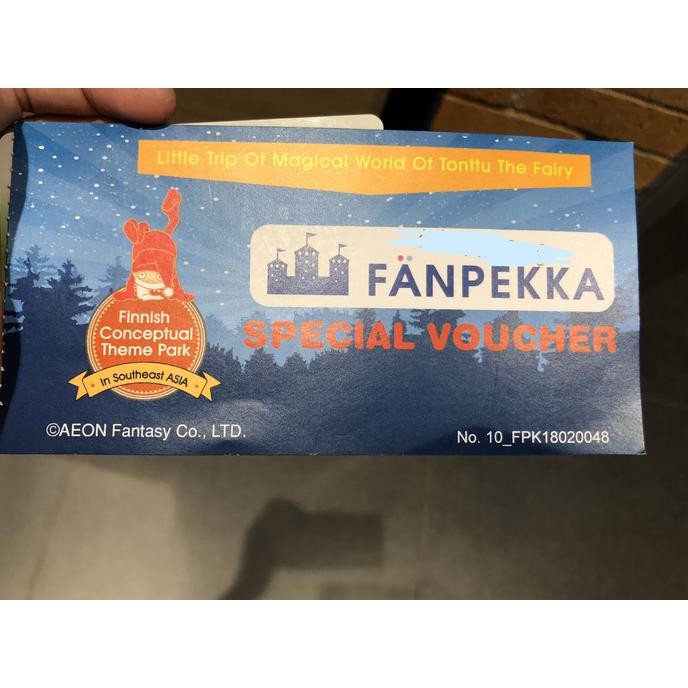 Little Trip Of Magical World Of Tonttu The Fairy
FÄNPEKKA
SPECIAL VOUCHER
Finnish
Conceptual
Theme Park
In Southeast ASIA
©AEON Fantasy Co., LTD.
No. 10_FPK18020048